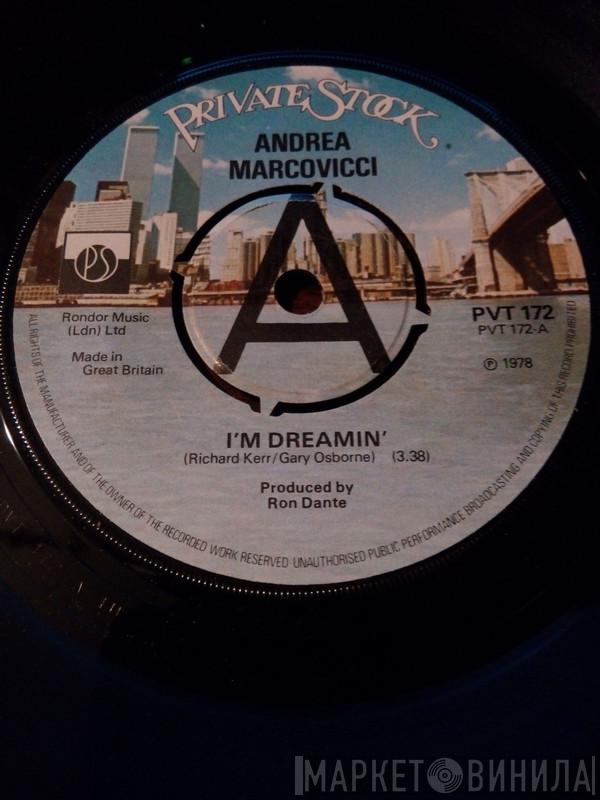 PRIVATE STOCK
ANDREA
MARCOVICCI
A
PS
Rondor Music
(Ldn) Ltd
Made in
Great Britain
PVT 172
PVT 172-A
℗ 1978
I'M DREAMIN'
(Richard Kerr/Gary Osborne) (3.38)
Produced by
Ron Dante
ALL RIGHTS OF THE MANUFACTURER AND OF THE OWNER OF THE RECORDED WORK RESERVED UNAUTHORISED PUBLIC PERFORMANCE BROADCASTING AND COPYING OF THIS RECORD PROHIBITED
МАРКЕТ ВИНИЛА